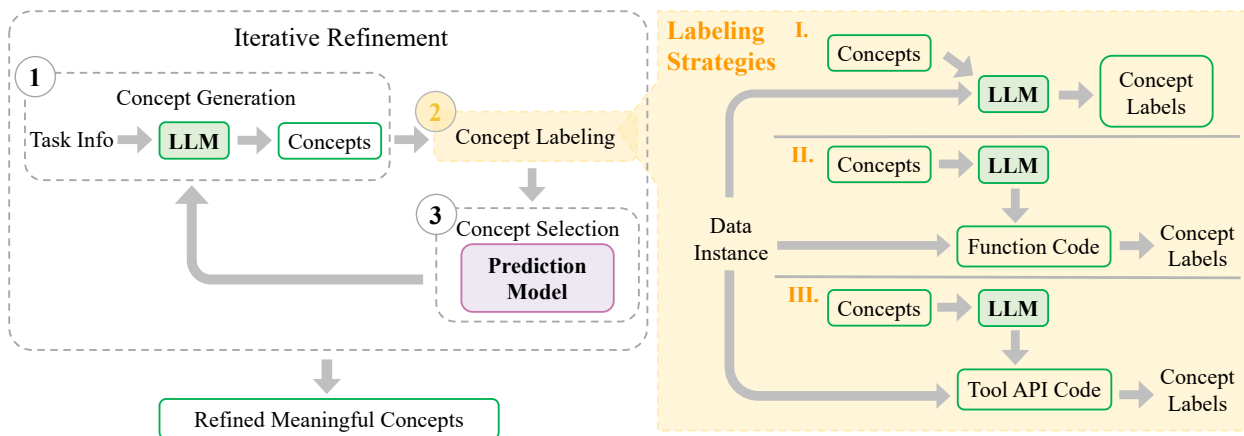 Iterative Refinement
1
Concept Generation
Task Info
LLM
Concepts
2
Concept Labeling
3
Concept Selection
Prediction
Model
Refined Meaningful Concepts
Labeling
Strategies
I.
Concepts
LLM
Concept
Labels
II.
Concepts
LLM
Data
Instance
Function Code
Concept
Labels
III.
Concepts
LLM
Tool API Code
Concept
Labels